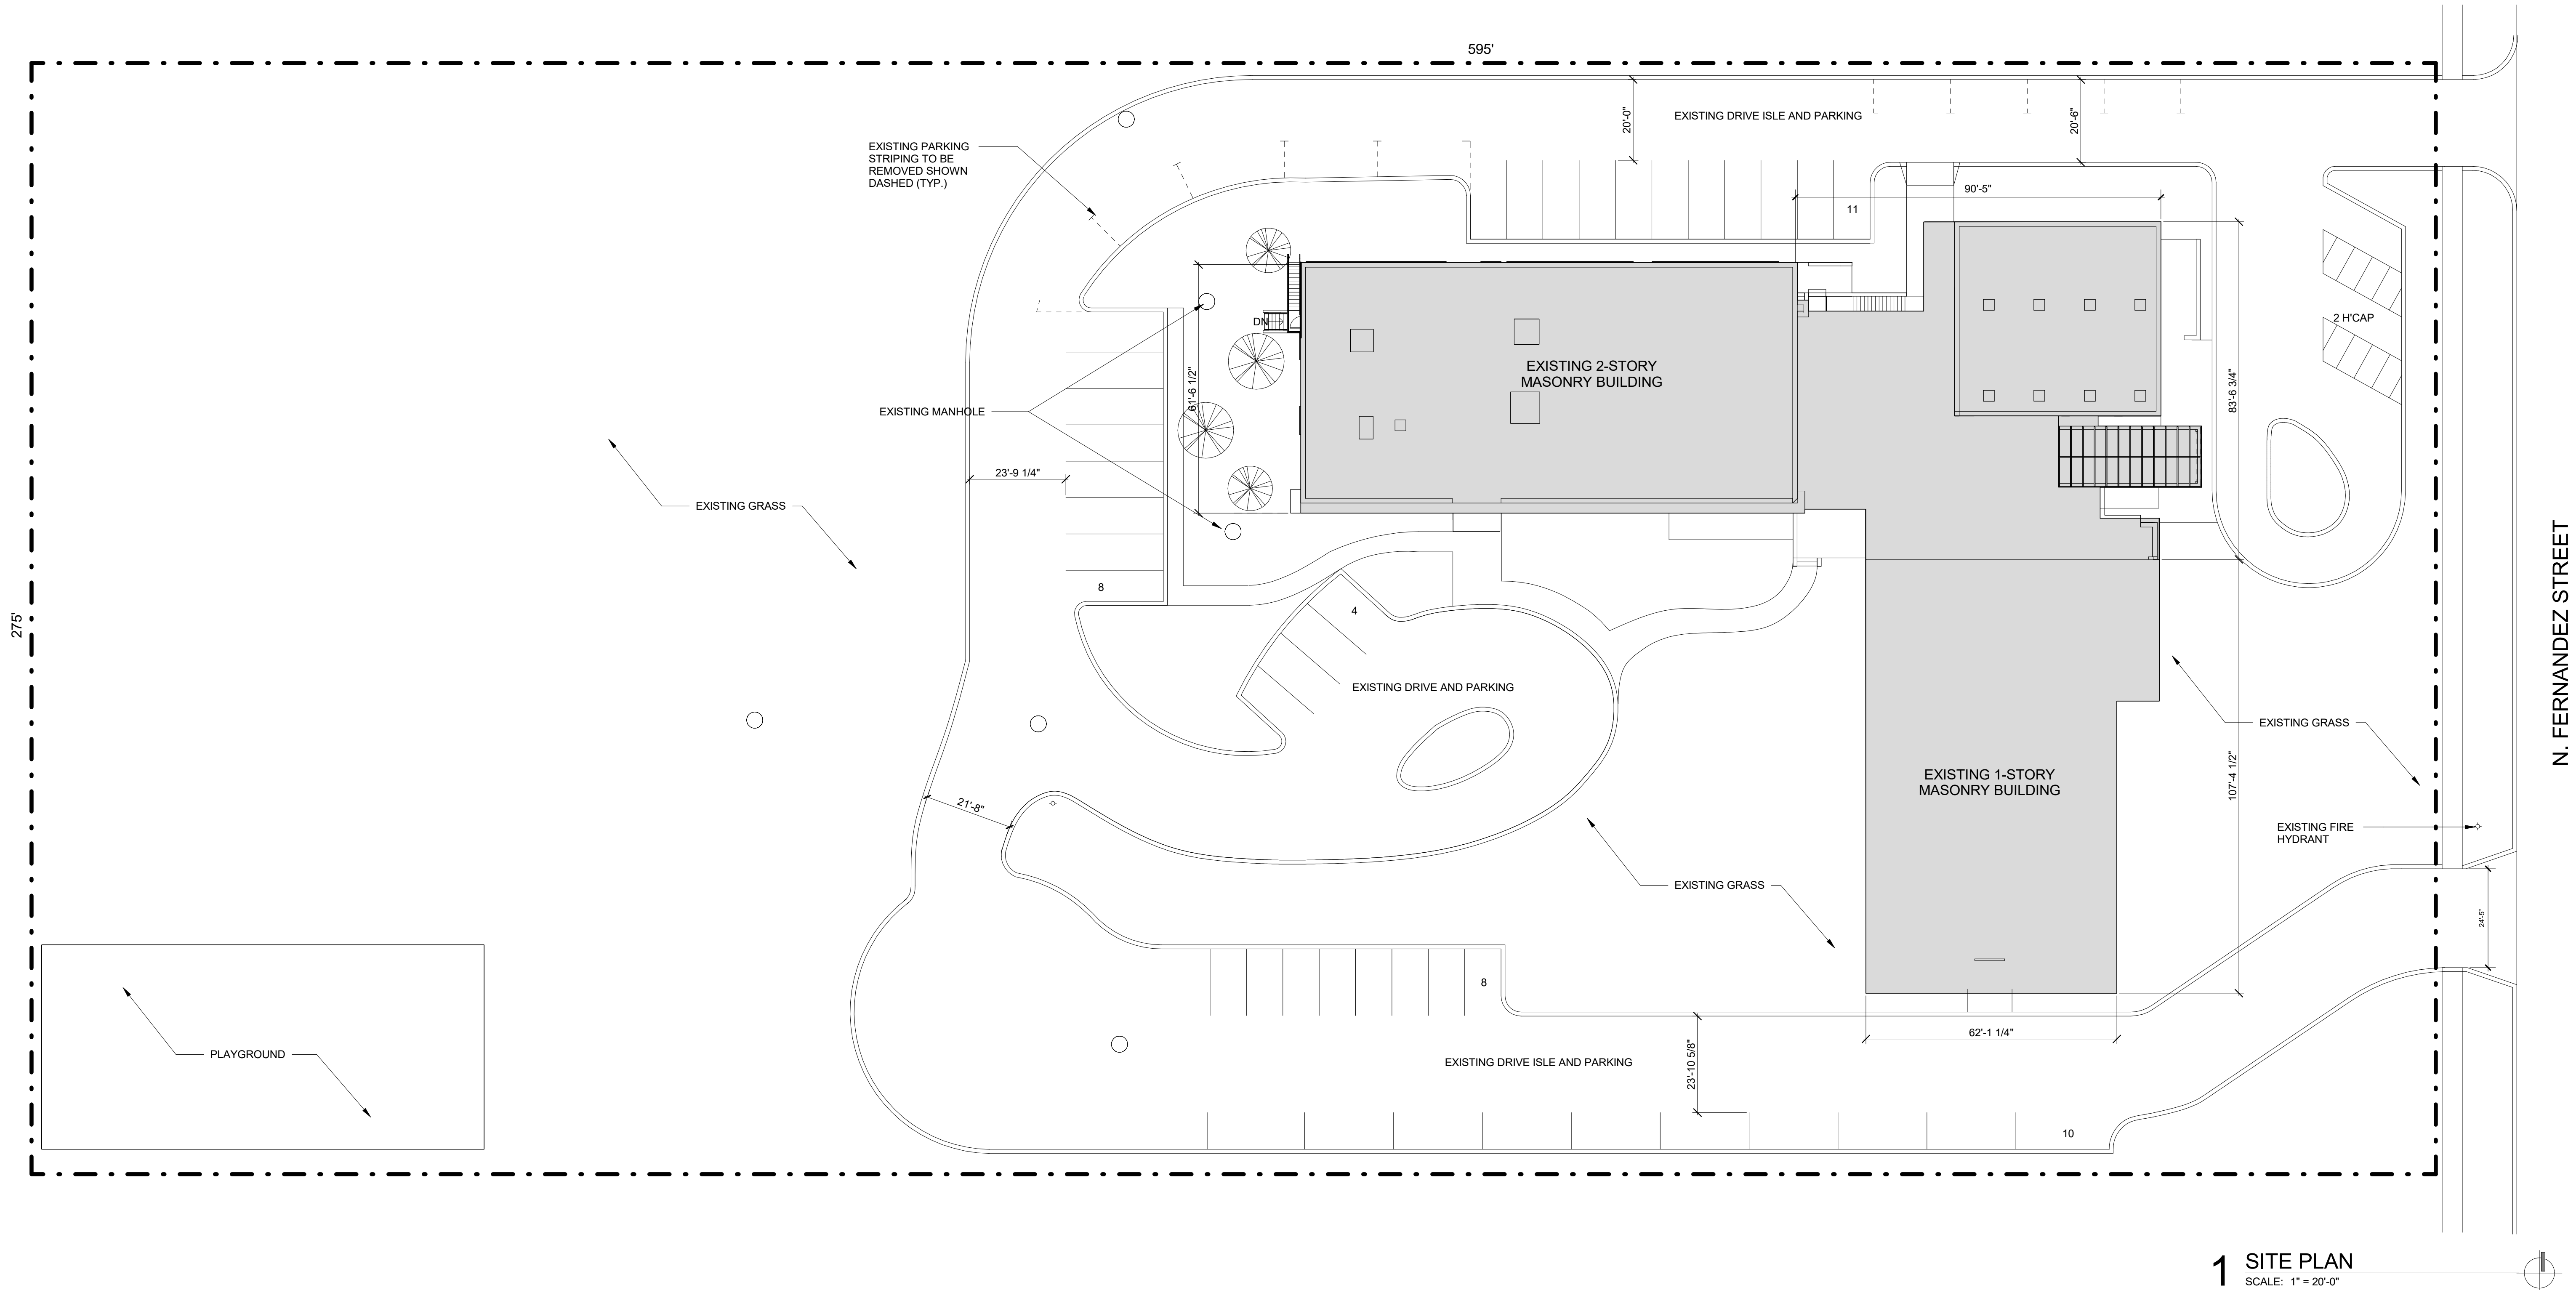 595'
EXISTING PARKING
STRIPING TO BE
REMOVED SHOWN
DASHED (TYP.)
20'-0"
EXISTING DRIVE ISLE AND PARKING
20'-6"
90'-5"
11
DN
2 H'CAP
EXISTING 2-STORY
MASONRY BUILDING
61'-6 1/2"
83'-6 3/4"
EXISTING MANHOLE
23'-9 1/4"
EXISTING GRASS
8
4
275'
N. FERNANDEZ STREET
EXISTING DRIVE AND PARKING
EXISTING GRASS
EXISTING 1-STORY
MASONRY BUILDING
107'-4 1/2"
21'-8"
EXISTING FIRE
HYDRANT
EXISTING GRASS
24'-5"
8
62'-1 1/4"
PLAYGROUND
EXISTING DRIVE ISLE AND PARKING
23'-10 5/8"
10
1
SITE PLAN
SCALE: 1" = 20'-0"